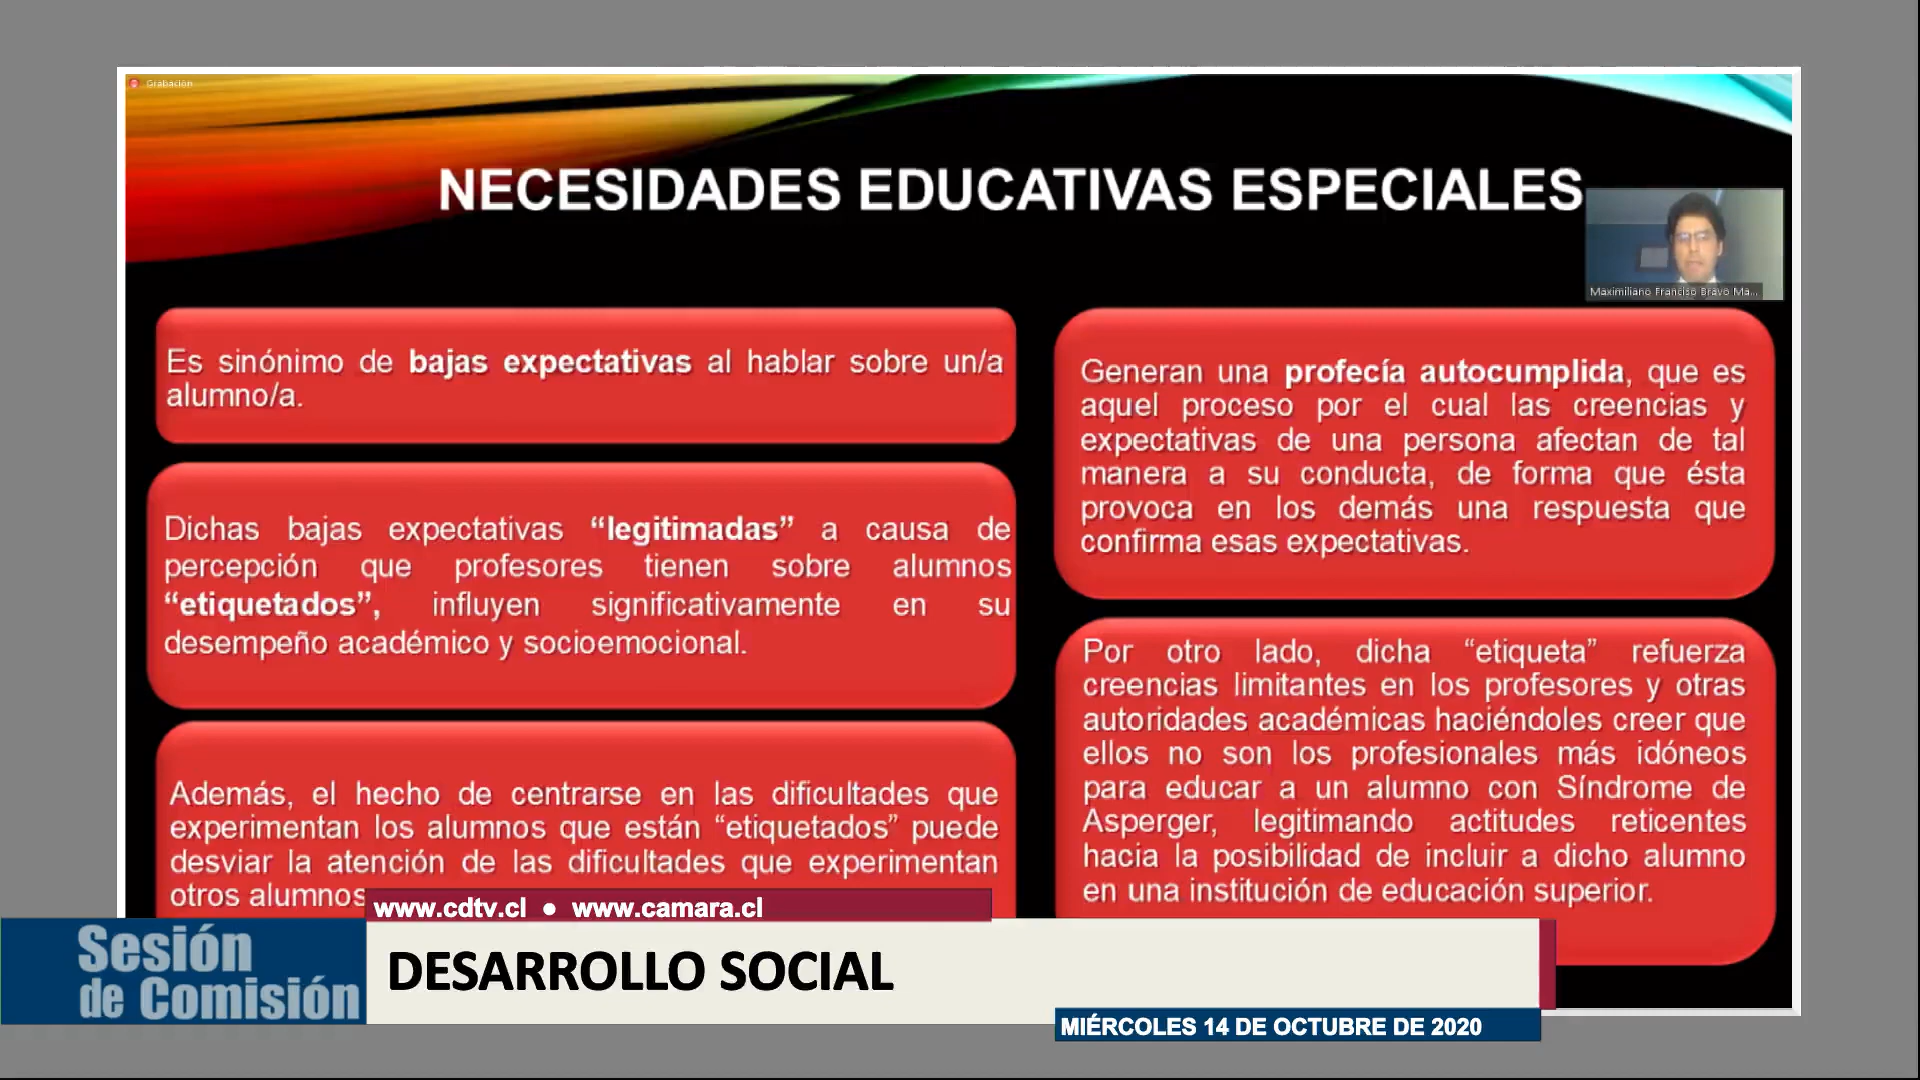 Grabación
NECESIDADES EDUCATIVAS ESPECIALES
Maximiliano Franciso Bravo Ma...
Es sinónimo de bajas expectativas al hablar sobre un/a
alumno/a.
Dichas bajas expectativas “legitimadas” a causa de
percepción que profesores tienen sobre alumnos
“etiquetados”, influyen significativamente en su
desempeño académico y socioemocional.
Además, el hecho de centrarse en las dificultades que
experimentan los alumnos que están “etiquetados” puede
desviar la atención de las dificultades que experimentan
otros alumnos
Generan una profecía autocumplida, que es
aquel proceso por el cual las creencias y
expectativas de una persona afectan de tal
manera a su conducta, de forma que ésta
provoca en los demás una respuesta que
confirma esas expectativas.
Por otro lado, dicha “etiqueta” refuerza
creencias limitantes en los profesores y otras
autoridades académicas haciéndoles creer que
ellos no son los profesionales más idóneos
para educar a un alumno con Síndrome de
Asperger, legitimando actitudes reticentes
hacia la posibilidad de incluir a dicho alumno
en una institución de educación superior.
www.cdtv.cl ● www.camara.cl
Sesión
de Comisión
DESARROLLO SOCIAL
MIÉRCOLES 14 DE OCTUBRE DE 2020